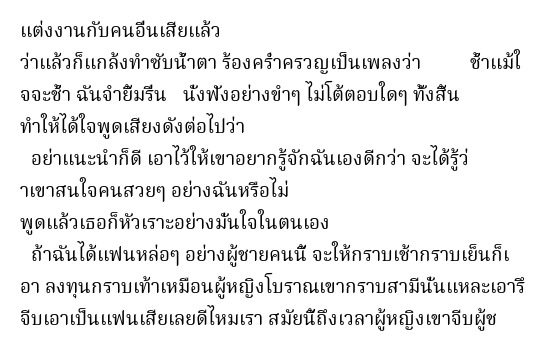 แต่งงานกับคนอื่นเสียแล้ว
ว่าแล้วก็แกล้งทำซับน้ำตา ร้องคร่ำครวญเป็นเพลงว่า ช้ำแม้ใ
จจะช้ำ ฉันจำยิ้มรื่น นั่งฟังอย่างขำๆ ไม่โต้ตอบใดๆ ทั้งสิ้น
ทำให้ได้ใจพูดเสียงดังต่อไปว่า
อย่าแนะนำก็ดี เอาไว้ให้เขาอยากรู้จักฉันเองดีกว่า จะได้รู้ว่
าเขาสนใจคนสวยๆ อย่างฉันหรือไม่
พูดแล้วเธอก็หัวเราะอย่างมั่นใจในตนเอง
ถ้าฉันได้แฟนหล่อๆ อย่างผู้ชายคนนี้ จะให้กราบเช้ากราบเย็นก็เ
อา ลงทุนกราบเท้าเหมือนผู้หญิงโบราณเขากราบสามีนั่นแหละเอารึ
จีบเอาเป็นแฟนเสียเลยดีไหมเรา สมัยนี้ถึงเวลาผู้หญิงเขาจีบผู้ช